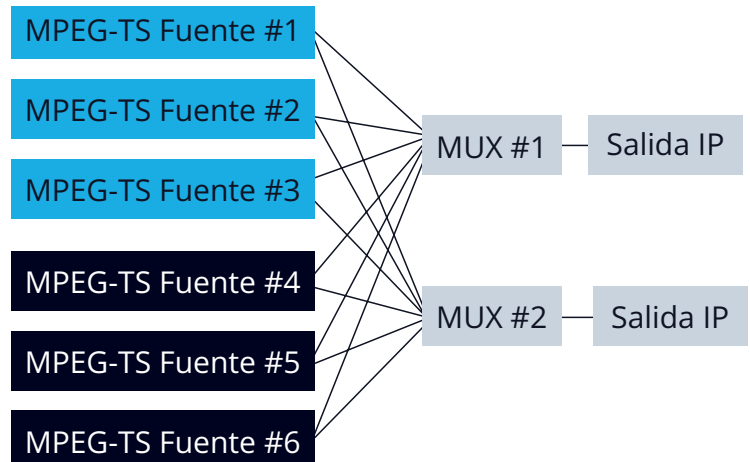 MPEG-TS Fuente #1
MPEG-TS Fuente #2
MPEG-TS Fuente #3
MPEG-TS Fuente #4
MPEG-TS Fuente #5
MPEG-TS Fuente #6
MUX #1
Salida IP
MUX #2
Salida IP